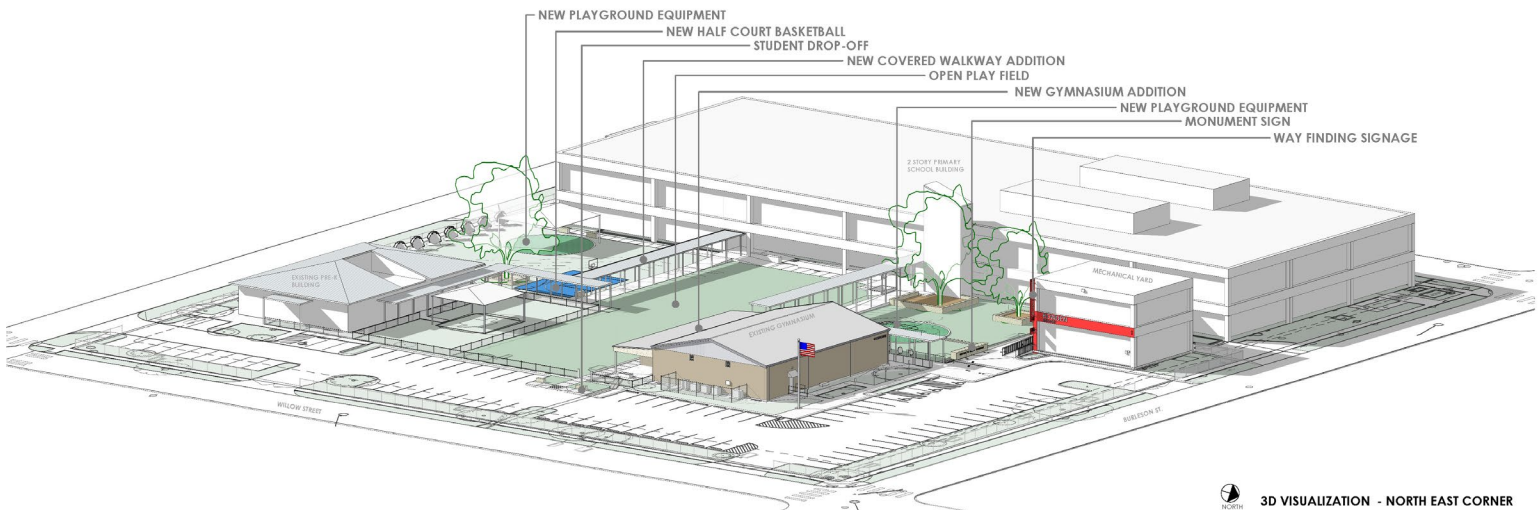 NEW PLAYGROUND EQUIPMENT
NEW HALF COURT BASKETBALL
STUDENT DROP-OFF
NEW COVERED WALKWAY ADDITION
OPEN PLAY FIELD
NEW GYMNASIUM ADDITION
NEW PLAYGROUND EQUIPMENT
MONUMENT SIGN
WAY FINDING SIGNAGE
2 STORY PRIMARY
SCHOOL BUILDING
MECHANICAL YARD
EXISTING PRE-K
BUILDING
EXISTING GYMNASIUM
WILLOW STREET
BURLESON ST.
NORTH
3D VISUALIZATION - NORTH EAST CORNER